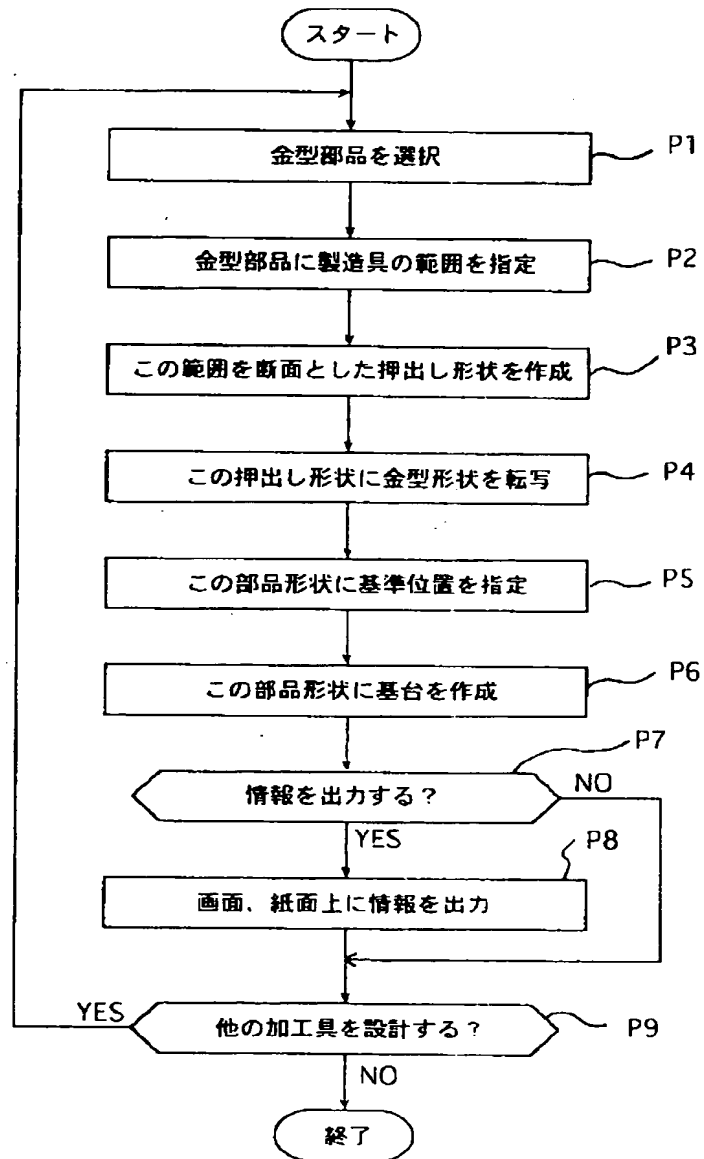 スタート
金型部品を選択
P1
金型部品に製造具の範囲を指定
P2
この範囲を断面とした押出し形状を作成
P3
この押出し形状に金型形状を転写
P4
この部品形状に基準位置を指定
P5
この部品形状に基台を作成
P6
P7
情報を出力する？
NO
YES
P8
画面、紙面上に情報を出力
YES
他の加工具を設計する？
P9
NO
終了